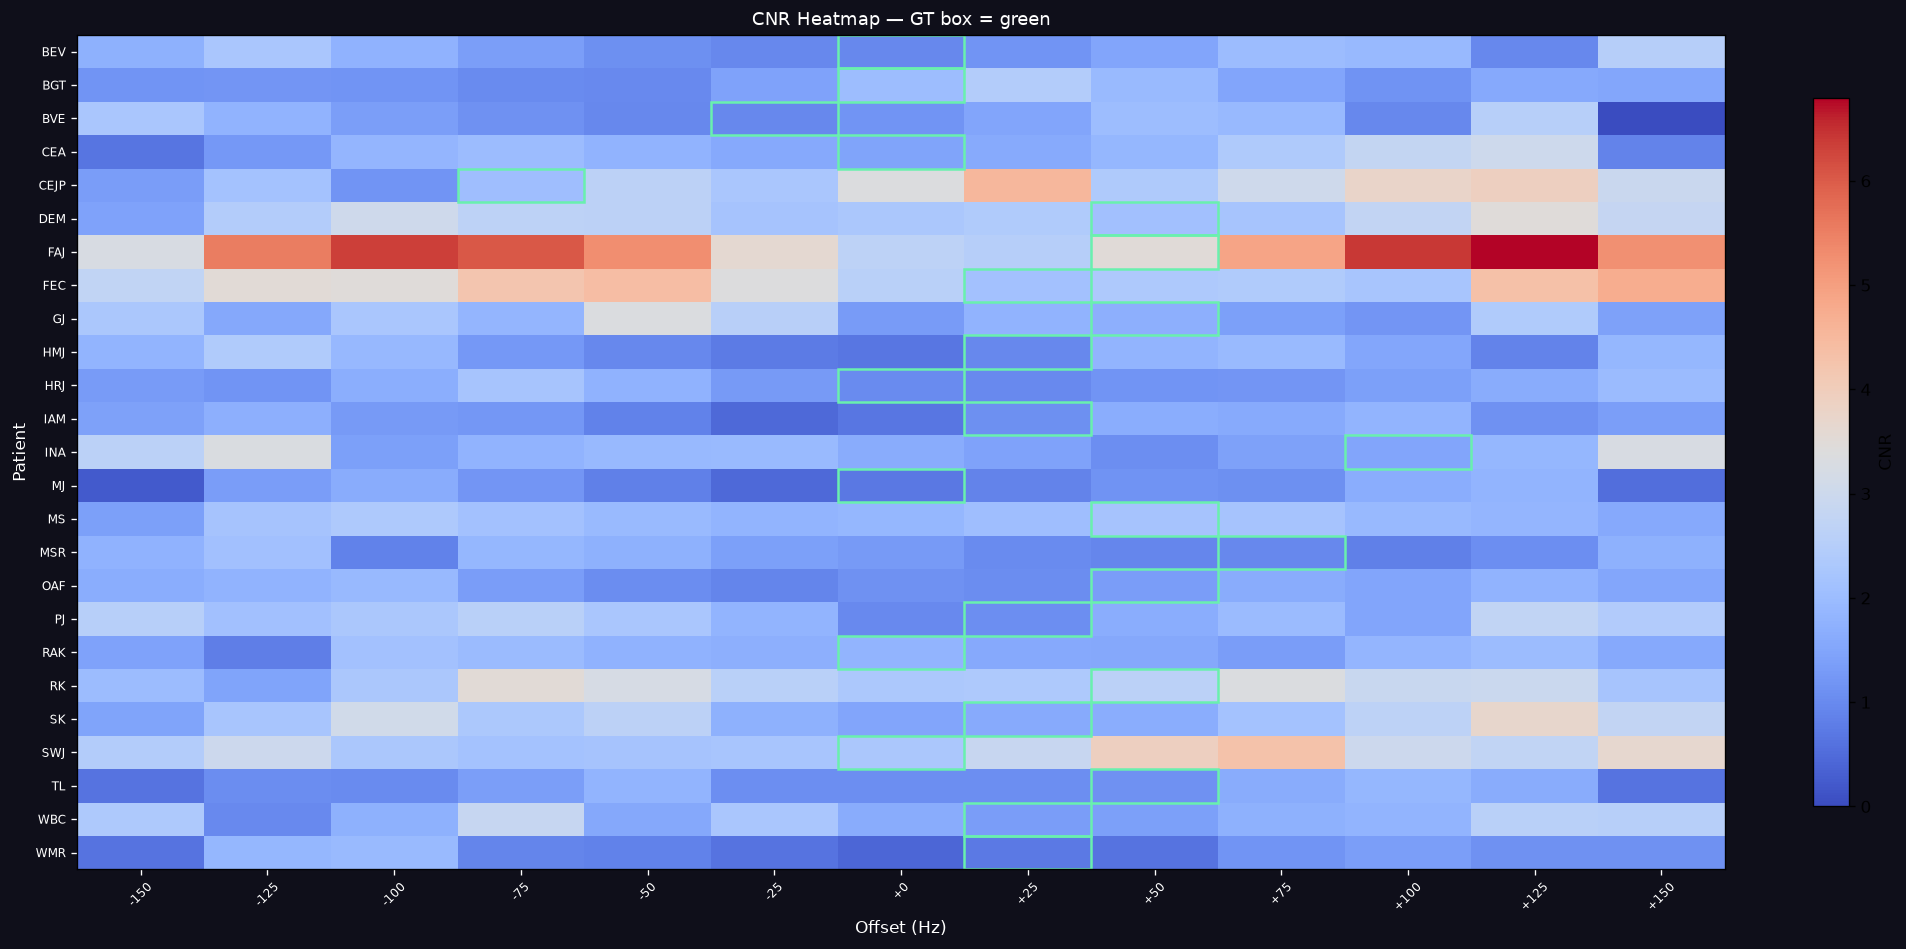 CNR Heatmap — GT box = green
Patient
BEV
BGT
BVE
CEA
CEJP
DEM
FAJ
FEC
GJ
HMJ
HRJ
IAM
INA
MJ
MS
MSR
OAF
PJ
RAK
RK
SK
SWJ
TL
WBC
WMR
-150 -125 -100 -75 -50 -25 +0 +25 +50 +75 +100 +125 +150
Offset (Hz)
6
5
4
3
2
1
0
CNR